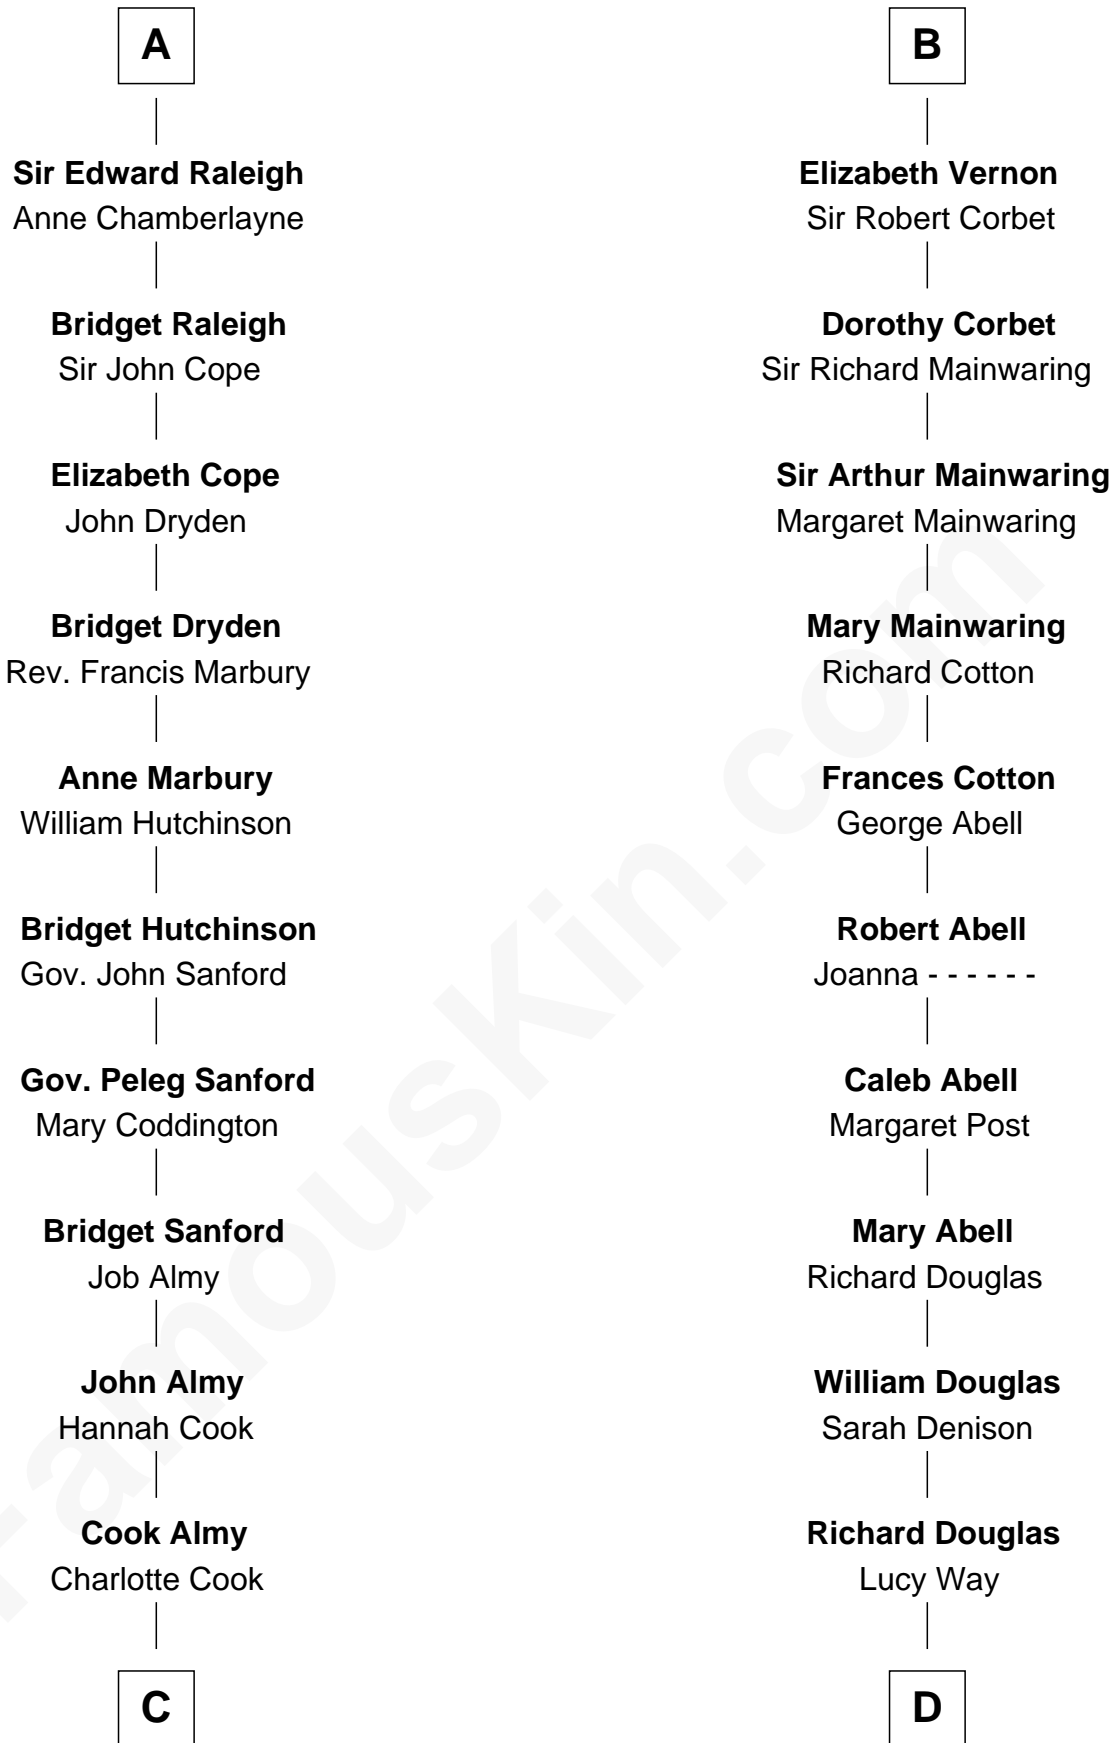 A
Sir Edward Raleigh
Anne Chamberlayne
Bridget Raleigh
Sir John Cope
Elizabeth Cope
John Dryden
Bridget Dryden
Rev. Francis Marbury
Anne Marbury
William Hutchinson
Bridget Hutchinson
Gov. John Sanford
Gov. Peleg Sanford
Mary Coddington
Bridget Sanford
Job Almy
John Almy
Hannah Cook
Cook Almy
Charlotte Cook
C
B
Elizabeth Vernon
Sir Robert Corbet
Dorothy Corbet
Sir Richard Mainwaring
Sir Arthur Mainwaring
Margaret Mainwaring
Mary Mainwaring
Richard Cotton
Frances Cotton
George Abell
Robert Abell
Joanna - - - - - -
Caleb Abell
Margaret Post
Mary Abell
Richard Douglas
William Douglas
Sarah Denison
Richard Douglas
Lucy Way
D
FamousKin.com